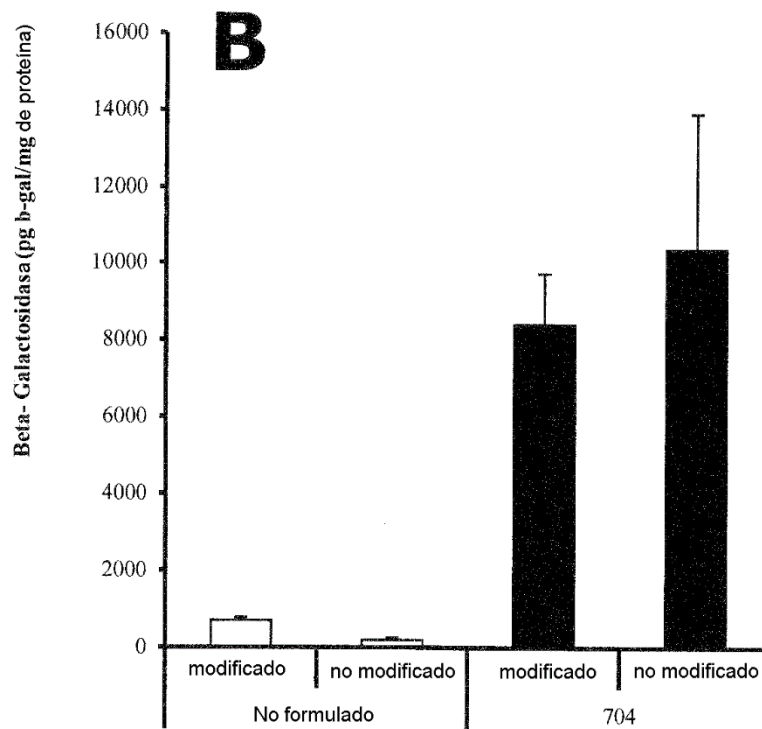 B
Beta- Galactosidasa (pg b-gal/mg de proteína)
16000
14000
12000
10000
8000
6000
4000
2000
0
modificado
no modificado
modificado
no modificado
No formulado
704